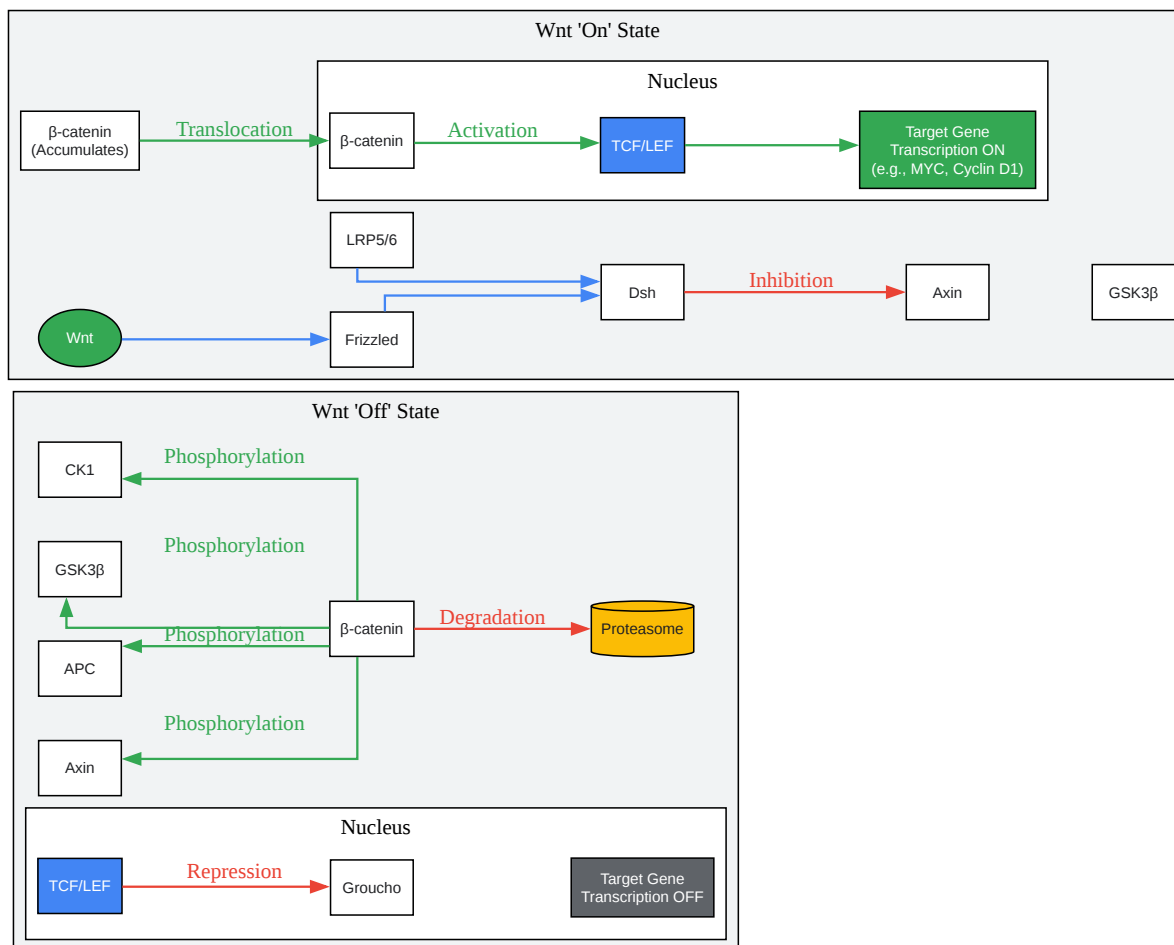 Wnt 'On' State
Nucleus
β-catenin
(Accumulates)
Translocation
β-catenin
Activation
TCF/LEF
Target Gene
Transcription ON
(e.g., MYC, Cyclin D1)
LRP5/6
Dsh
Inhibition
Axin
GSK3β
Wnt
Frizzled
Wnt 'Off' State
CK1
Phosphorylation
Phosphorylation
GSK3β
β-catenin
Degradation
Proteasome
Phosphorylation
APC
Phosphorylation
Axin
Nucleus
TCF/LEF
Repression
Groucho
Target Gene
Transcription OFF